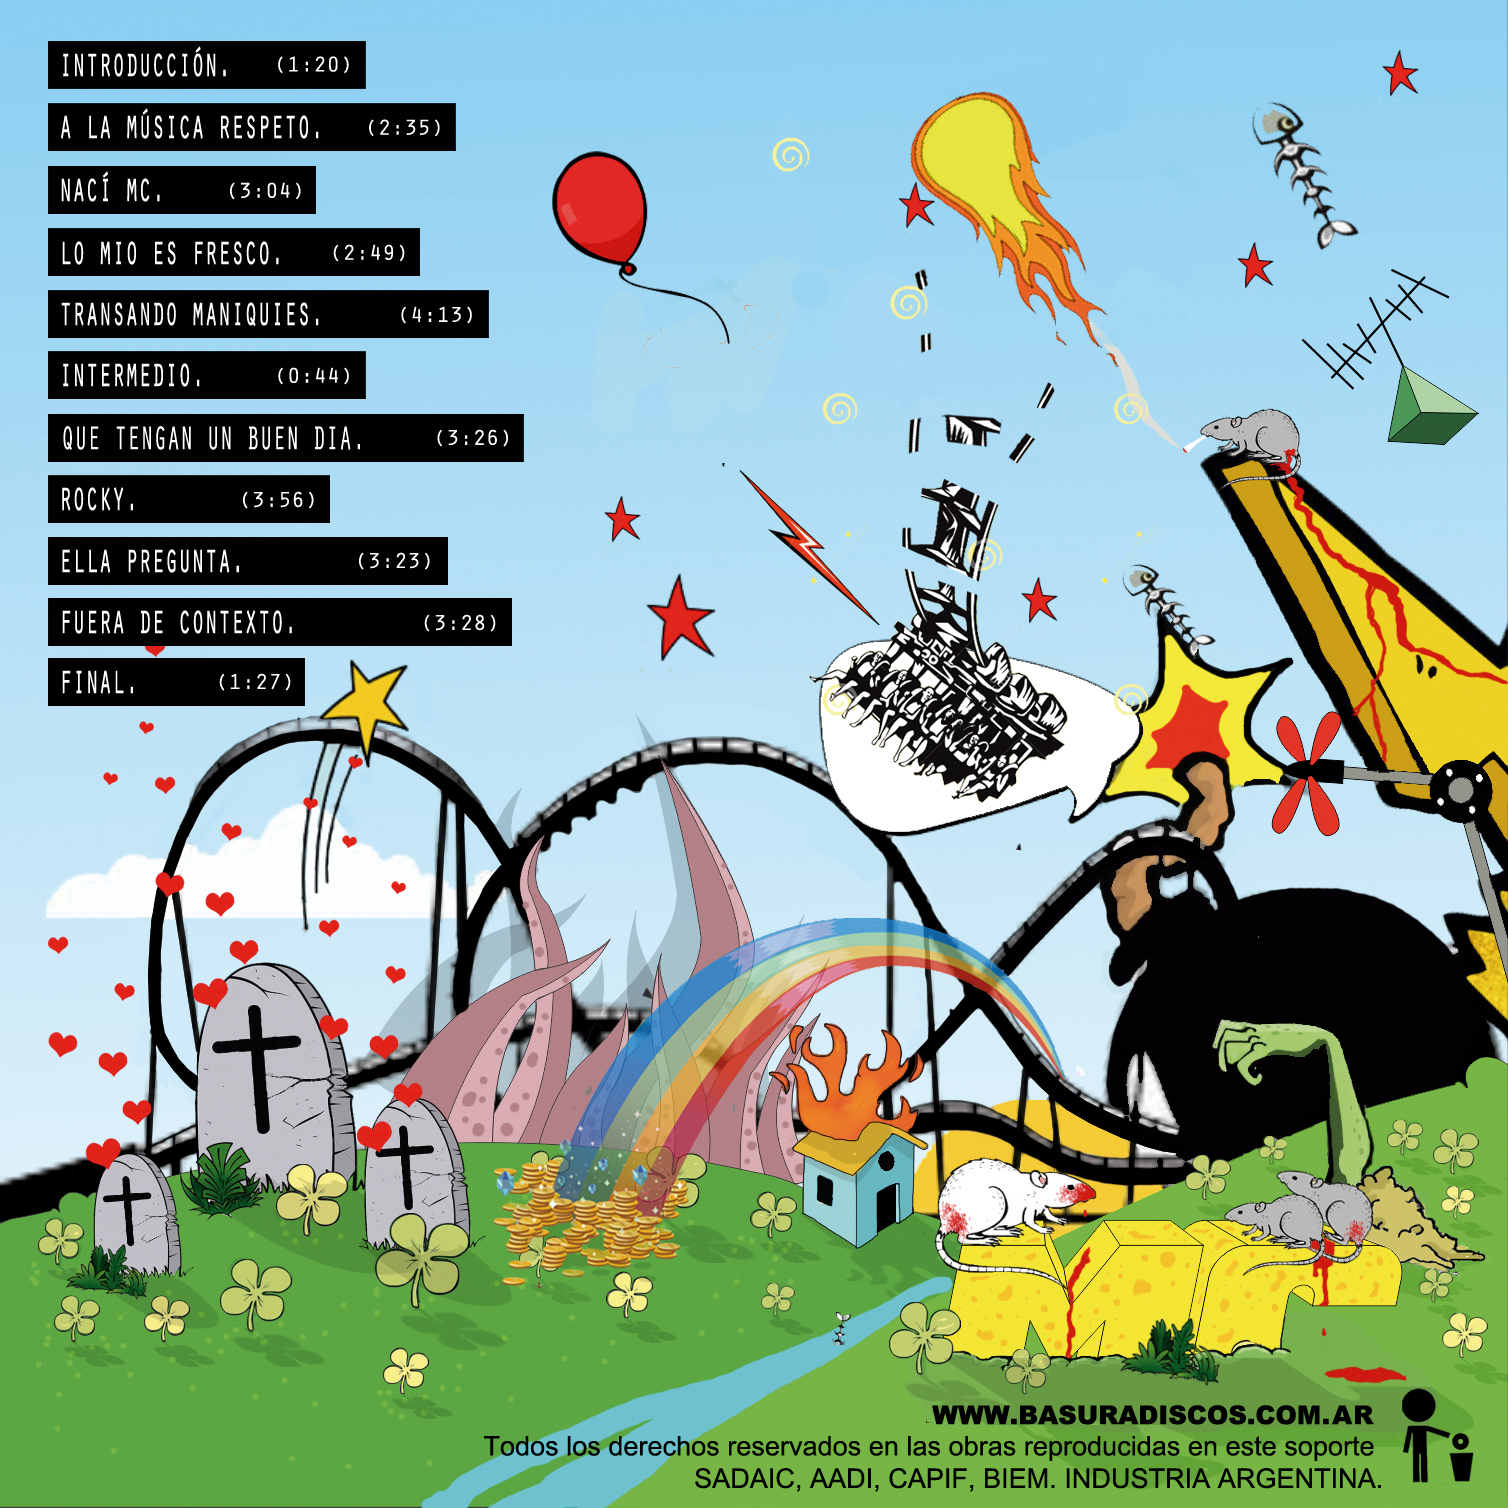 INTRODUCCIÓN. (1:20)
A LA MÚSICA RESPETO. (2:35)
NACÍ MC. (3:04)
LO MIO ES FRESCO. (2:49)
TRANSANDO MANIQUIES. (4:13)
INTERMEDIO. (0:44)
QUE TENGAN UN BUEN DIA. (3:26)
ROCKY. (3:56)
ELLA PREGUNTA. (3:23)
FUERA DE CONTEXTO. (3:28)
FINAL. (1:27)
Mr
WWW.BASURADISCOS.COM.AR
Todos los derechos reservados en las obras reproducidas en este soporte
SADAIC, AADI, CAPIF, BIEM. INDUSTRIA ARGENTINA.